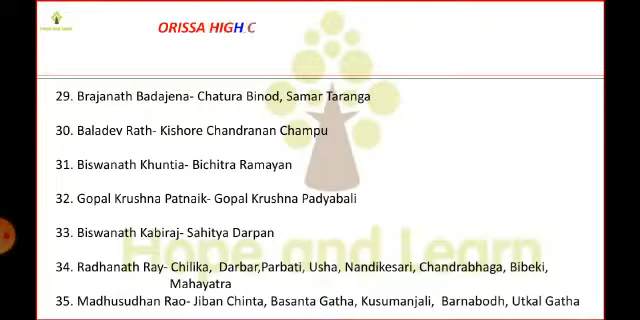 Hope and Learn
ORISSA HIGH C
29. Brajanath Badajena- Chatura Binod, Samar Taranga
30. Baladev Rath- Kishore Chandranan Champu
31. Biswanath Khuntia- Bichitra Ramayan
32. Gopal Krushna Patnaik- Gopal Krushna Padyabali
33. Biswanath Kabiraj- Sahitya Darpan
Hope and Learn
34. Radhanath Ray- Chilika, Darbar,Parbati, Usha, Nandikesari, Chandrabhaga, Bibeki,
Mahayatra
35. Madhusudhan Rao- Jiban Chinta, Basanta Gatha, Kusumanjali, Barnabodh, Utkal Gatha